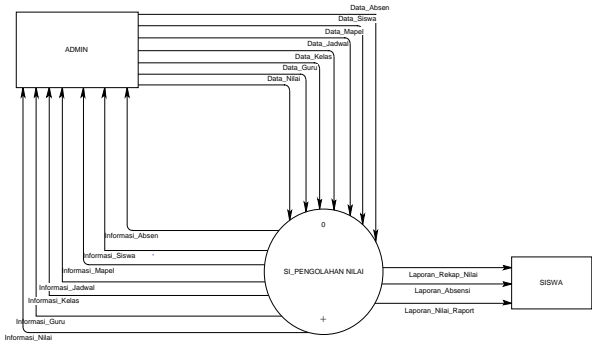 Data_Absen
Data_Siswa
Data_Mapel
Data_Jadwal
Data_Kelas
Data_Guru
Data_Nilai
ADMIN
0
SI_PENGOLAHAN NILAI
+
Informasi_Absen
Informasi_Siswa
Informasi_Mapel
Informasi_Jadwal
Informasi_Kelas
Informasi_Guru
Informasi_Nilai
Laporan_Rekap_Nilai
Laporan_Absensi
Laporan_Nilai_Raport
SISWA